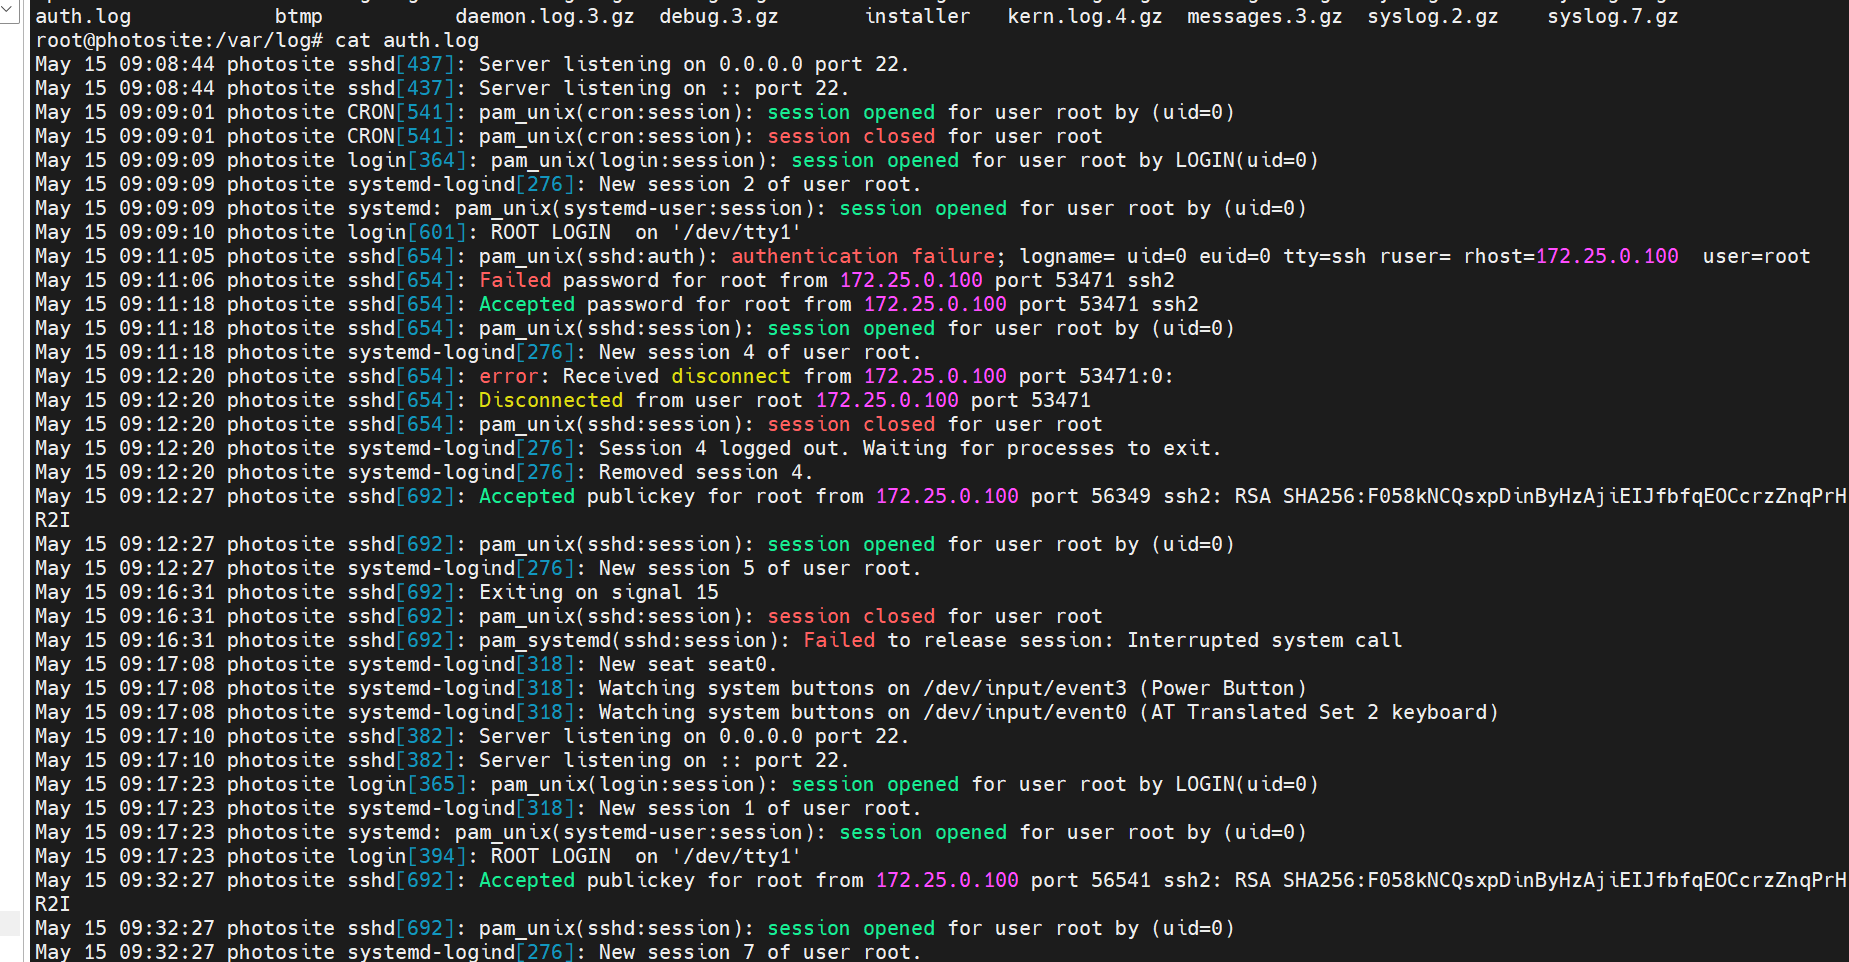 auth.log            btmp           daemon.log.3.gz  debug.3.gz       installer   kern.log.4.gz  messages.3.gz  syslog.2.gz    syslog.7.gz
root@photosite:/var/log# cat auth.log
May 15 09:08:44 photosite sshd[437]: Server listening on 0.0.0.0 port 22.
May 15 09:08:44 photosite sshd[437]: Server listening on :: port 22.
May 15 09:09:01 photosite CRON[541]: pam_unix(cron:session): session opened for user root by (uid=0)
May 15 09:09:01 photosite CRON[541]: pam_unix(cron:session): session closed for user root
May 15 09:09:09 photosite login[364]: pam_unix(login:session): session opened for user root by LOGIN(uid=0)
May 15 09:09:09 photosite systemd-logind[276]: New session 2 of user root.
May 15 09:09:09 photosite systemd: pam_unix(systemd-user:session): session opened for user root by (uid=0)
May 15 09:09:10 photosite login[601]: ROOT LOGIN  on '/dev/tty1'
May 15 09:11:05 photosite sshd[654]: pam_unix(sshd:auth): authentication failure; logname= uid=0 euid=0 tty=ssh ruser= rhost=172.25.0.100  user=root
May 15 09:11:06 photosite sshd[654]: Failed password for root from 172.25.0.100 port 53471 ssh2
May 15 09:11:18 photosite sshd[654]: Accepted password for root from 172.25.0.100 port 53471 ssh2
May 15 09:11:18 photosite sshd[654]: pam_unix(sshd:session): session opened for user root by (uid=0)
May 15 09:11:18 photosite systemd-logind[276]: New session 4 of user root.
May 15 09:12:20 photosite sshd[654]: error: Received disconnect from 172.25.0.100 port 53471:0:
May 15 09:12:20 photosite sshd[654]: Disconnected from user root 172.25.0.100 port 53471
May 15 09:12:20 photosite sshd[654]: pam_unix(sshd:session): session closed for user root
May 15 09:12:20 photosite systemd-logind[276]: Session 4 logged out. Waiting for processes to exit.
May 15 09:12:20 photosite systemd-logind[276]: Removed session 4.
May 15 09:12:27 photosite sshd[692]: Accepted publickey for root from 172.25.0.100 port 56349 ssh2: RSA SHA256:F058kNCQsxpDinByHzAjiEIJfbfqEOCcrzZnqPrH
R2I
May 15 09:12:27 photosite sshd[692]: pam_unix(sshd:session): session opened for user root by (uid=0)
May 15 09:12:27 photosite systemd-logind[276]: New session 5 of user root.
May 15 09:16:31 photosite sshd[692]: Exiting on signal 15
May 15 09:16:31 photosite sshd[692]: pam_unix(sshd:session): session closed for user root
May 15 09:16:31 photosite sshd[692]: pam_systemd(sshd:session): Failed to release session: Interrupted system call
May 15 09:17:08 photosite systemd-logind[318]: New seat seat0.
May 15 09:17:08 photosite systemd-logind[318]: Watching system buttons on /dev/input/event3 (Power Button)
May 15 09:17:08 photosite systemd-logind[318]: Watching system buttons on /dev/input/event0 (AT Translated Set 2 keyboard)
May 15 09:17:10 photosite sshd[382]: Server listening on 0.0.0.0 port 22.
May 15 09:17:10 photosite sshd[382]: Server listening on :: port 22.
May 15 09:17:23 photosite login[365]: pam_unix(login:session): session opened for user root by LOGIN(uid=0)
May 15 09:17:23 photosite systemd-logind[318]: New session 1 of user root.
May 15 09:17:23 photosite systemd: pam_unix(systemd-user:session): session opened for user root by (uid=0)
May 15 09:17:23 photosite login[394]: ROOT LOGIN  on '/dev/tty1'
May 15 09:32:27 photosite sshd[692]: Accepted publickey for root from 172.25.0.100 port 56541 ssh2: RSA SHA256:F058kNCQsxpDinByHzAjiEIJfbfqEOCcrzZnqPrH
R2I
May 15 09:32:27 photosite sshd[692]: pam_unix(sshd:session): session opened for user root by (uid=0)
May 15 09:32:27 photosite systemd-logind[276]: New session 7 of user root.